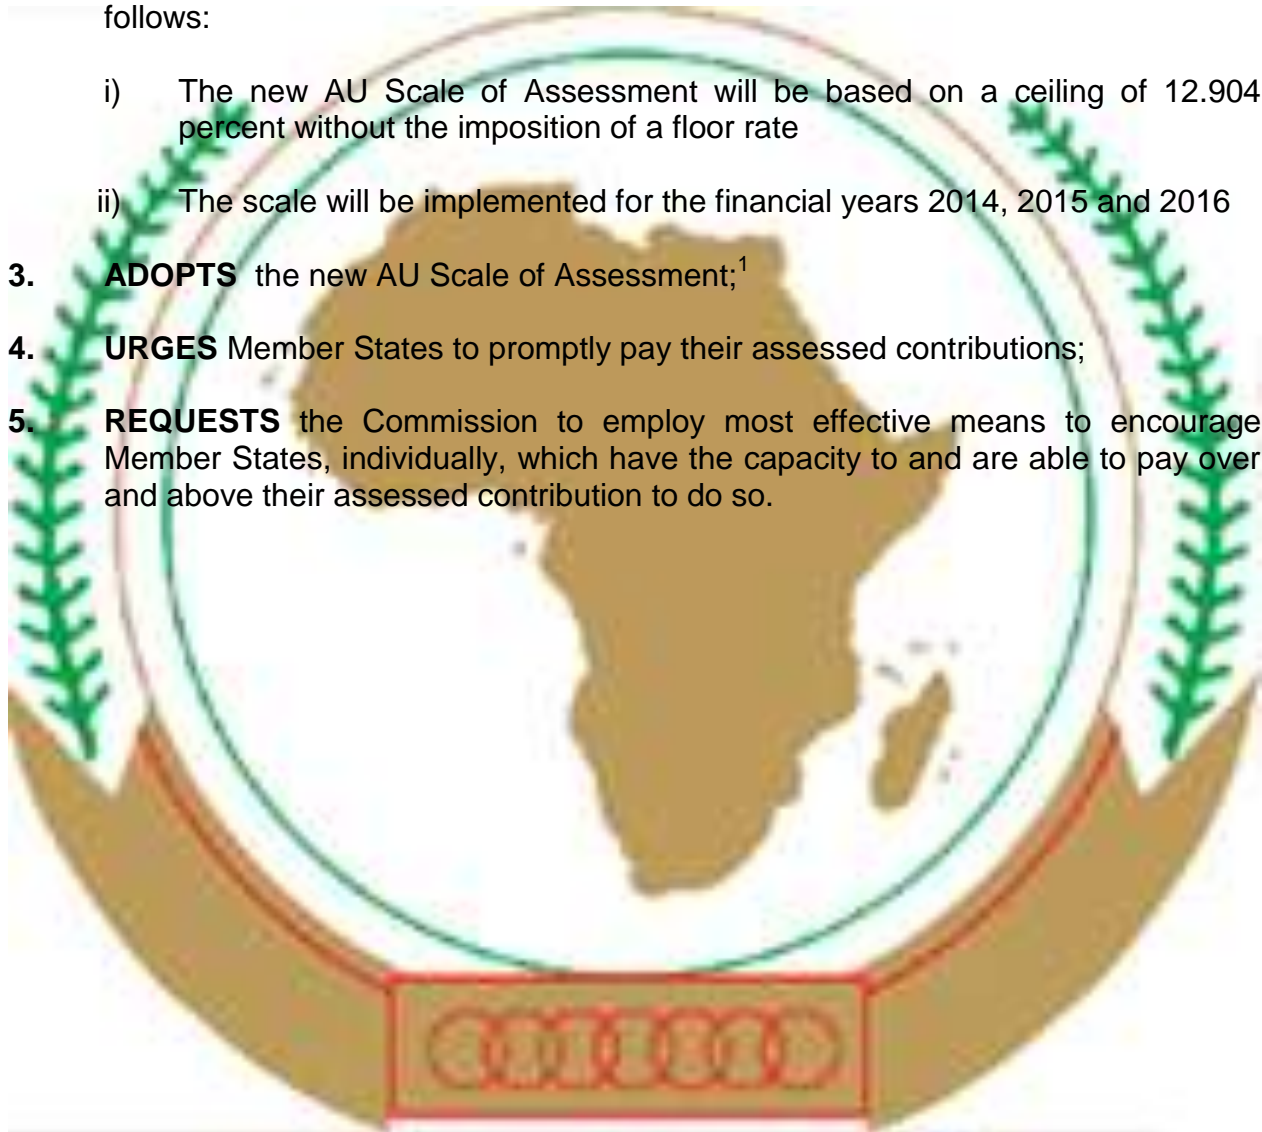 follows:
i) The new AU Scale of Assessment will be based on a ceiling of 12.904
percent without the imposition of a floor rate
ii) The scale will be implemented for the financial years 2014, 2015 and 2016
3. ADOPTS the new AU Scale of Assessment;¹
4. URGES Member States to promptly pay their assessed contributions;
5. REQUESTS the Commission to employ most effective means to encourage
Member States, individually, which have the capacity to and are able to pay over
and above their assessed contribution to do so.